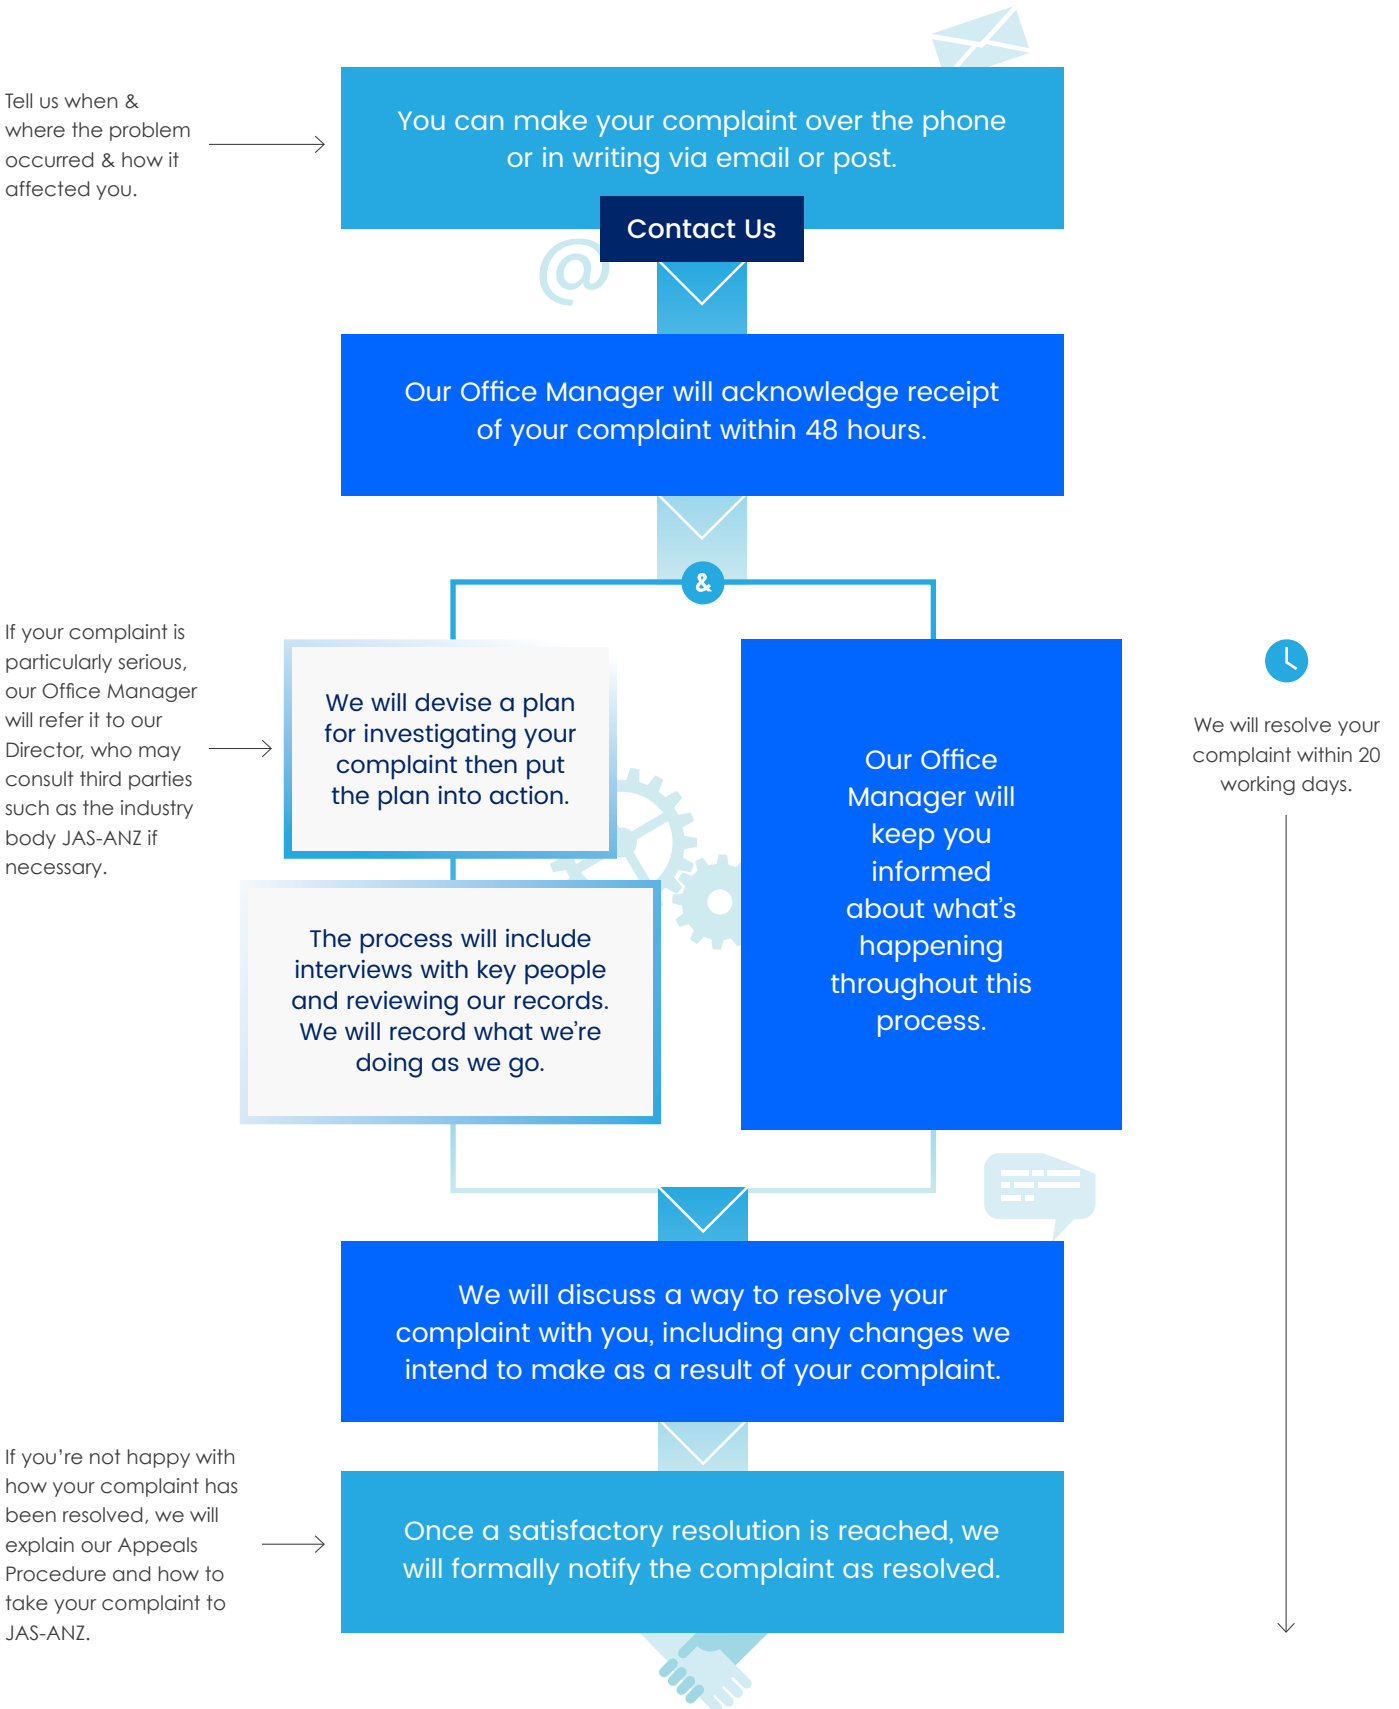 Tell us when &
where the problem
occurred & how it
affected you.
You can make your complaint over the phone
or in writing via email or post.
Contact Us
@
Our Office Manager will acknowledge receipt
of your complaint within 48 hours.
&
If your complaint is
particularly serious,
our Office Manager
will refer it to our
Director, who may
consult third parties
such as the industry
body JAS-ANZ if
necessary.
We will devise a plan
for investigating your
complaint then put
the plan into action.
The process will include
interviews with key people
and reviewing our records.
We will record what we're
doing as we go.
Our Office
Manager will
keep you
informed
about what's
happening
throughout this
process.
We will resolve your
complaint within 20
working days.
We will discuss a way to resolve your
complaint with you, including any changes we
intend to make as a result of your complaint.
If you're not happy with
how your complaint has
been resolved, we will
explain our Appeals
Procedure and how to
take your complaint to
JAS-ANZ.
Once a satisfactory resolution is reached, we
will formally notify the complaint as resolved.